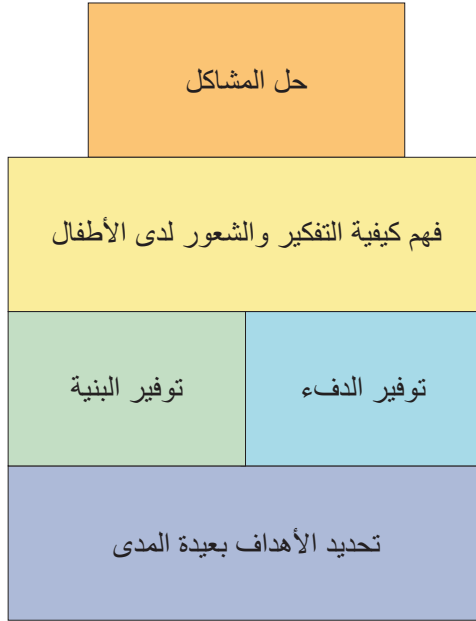 حل المشاكل
فهم كيفية التفكير والشعور لدى الأطفال
توفير الدفء
توفير البنية
تحديد الأهداف بعيدة المدى